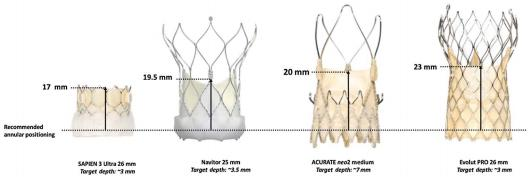 17 mm
19.5 mm
20 mm
23 mm
Recommended
annular positioning
SAPIEN 3 Ultra 26 mm
Target depth: ~3 mm
Navitor 25 mm
Target depth: ~3.5 mm
ACURATE neo2 medium
Target depth: ~7 mm
Evolut PRO 26 mm
Target depth: ~3 mm